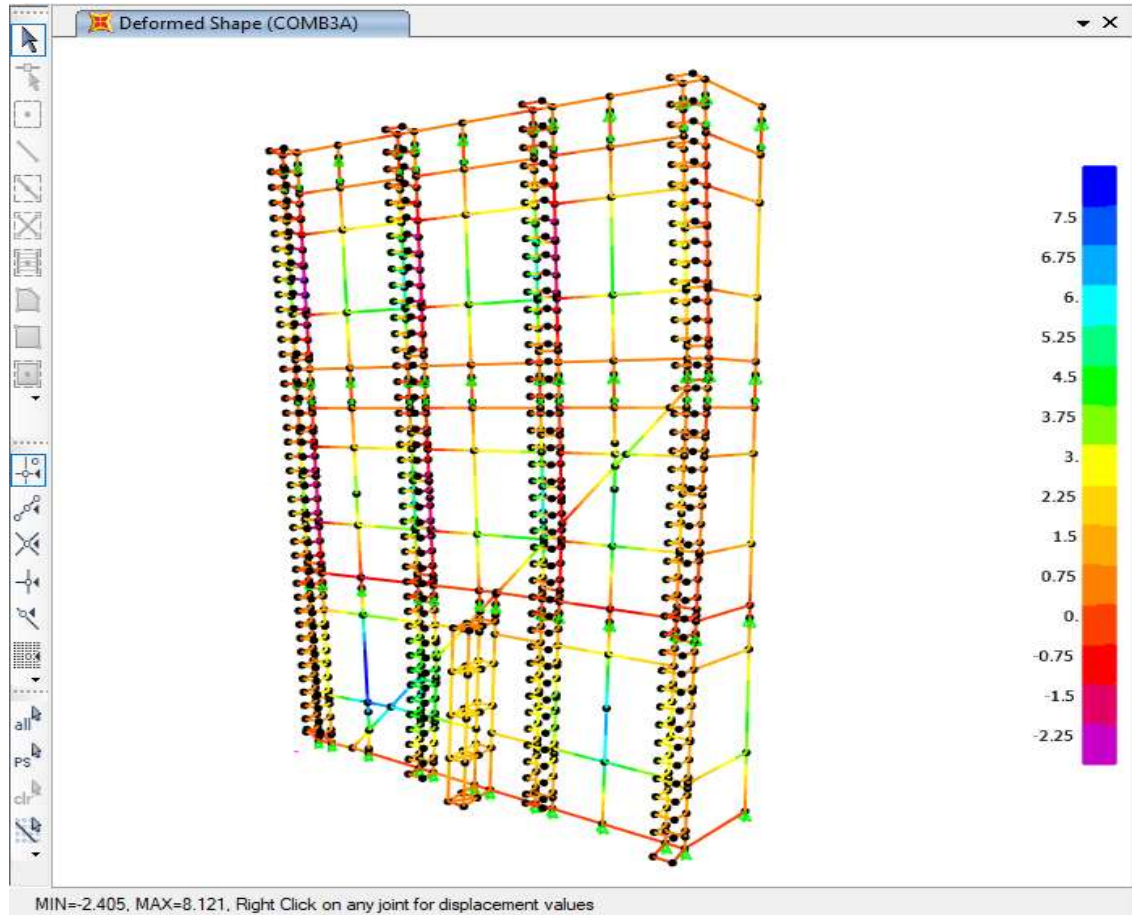 Deformed Shape (COMB3A)
7.5
6.75
6.
5.25
4.5
3.75
3.
2.25
1.5
0.75
0.
-0.75
-1.5
-2.25
all
PS
clr
MIN=-2.405, MAX=8.121, Right Click on any joint for displacement values